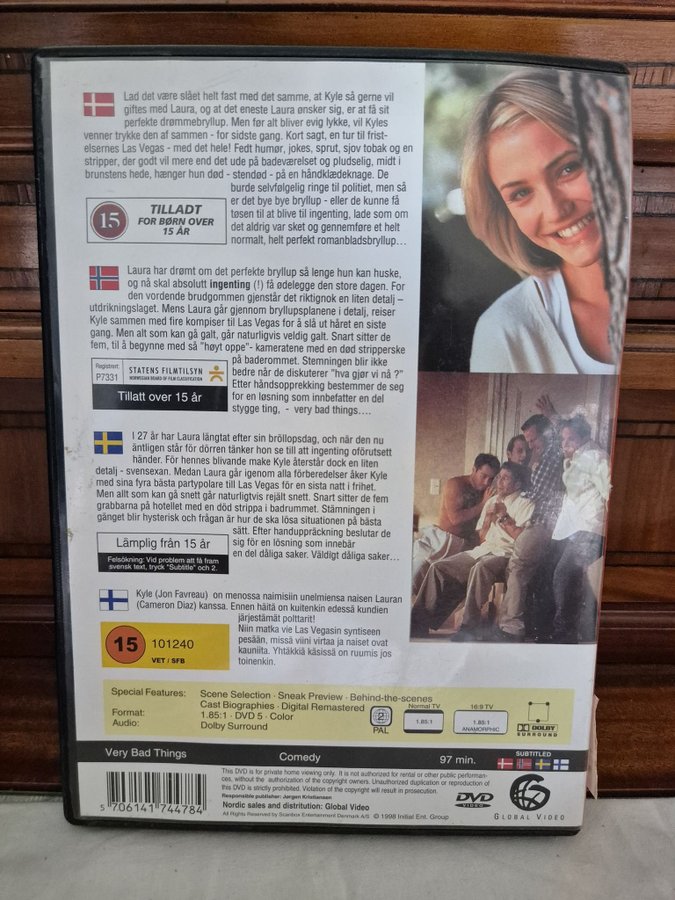 Lad det være slået helt fast med det samme, at Kyle så gerne vil
giftes med Laura, og at det eneste Laura ønsker sig, er at få sit
perfekte drømmebryllup. Men før alt bliver evig lykke, vil Kyles
venner trykke den af sammen - for sidste gang. Kort sagt, en tur til frist-
elsernes Las Vegas - med det hele! Fedt humør, jokes, sprut, sjov tobak og en
stripper, der godt vil mere end det ude på badeværelset og pludselig, midt i
brunstens hede, hænger hun død - stendød - på en håndklædeknage. De
burde selvfølgelig ringe til politiet, men så
er det bye bye bryllup - eller de kunne få
tøsen til at blive til ingenting, lade som om
det aldrig var sket og gennemføre et helt
normalt, helt perfekt romanbladsbryllup...
15
TILLADT
FOR BØRN OVER
15 ÅR
Laura har drømt om det perfekte bryllup så lenge hun kan huske,
og nå skal absolutt ingenting (!) få ødelegge den store dagen. For
den vordende brudgommen gjenstår det riktignok en liten detalj –
utdrikningslaget. Mens Laura går gjennom bryllupsplanene i detalj, reiser
Kyle sammen med fire kompiser til Las Vegas for å slå ut håret en siste
gang. Men alt som kan gå galt, går naturligvis veldig galt. Snart sitter de
fem, til å begynne med så "høyt oppe"- kameratene med en død stripperske
på baderommet. Stemningen blir ikke
bedre når de diskuterer "hva gjør vi nå ?"
Etter håndsopprekking bestemmer de seg
for en løsning som innbefatter en del
stygge ting, - very bad things....
Registrert
P7331
STATENS FILMTILSYN
NORWEGIAN BOARD OF FILM CLASSIFICATION
Tillatt over 15 år
I 27 år har Laura längtat efter sin bröllopsdag, och när den nu
äntligen står för dörren tänker hon se till att ingenting oförutsett
händer. För hennes blivande make Kyle återstår dock en liten
detalj - svensexan. Medan Laura går igenom alla förberedelser åker Kyle
med sina fyra bästa partypolare till Las Vegas för en sista natt i frihet.
Men allt som kan gå snett går naturligtvis rejält snett. Snart sitter de fem
grabbarna på hotellet med en död strippa i badrummet. Stämningen i
gänget blir hysterisk och frågan är hur de ska lösa situationen på bästa
sätt. Efter handuppräckning beslutar de
sig för en lösning som innebär
en del dåliga saker. Väldigt dåliga saker...
Lämplig från 15 år
Felsökning: Vid problem att få fram
svensk text, tryck "Subtitle" och 2.
Kyle (Jon Favreau) on menossa naimisiin unelmiensa naisen Lauran
(Cameron Diaz) kanssa. Ennen häitä on kuitenkin edessä kundien
järjestämät polttarit!
Niin matka vie Las Vegasin syntiseen
pesään, missä viini virtaa ja naiset ovat
kauniita. Yhtäkkiä käsissä on ruumis jos
toinenkin.
15 101240
VET / SFB
Special Features: Scene Selection · Sneak Preview · Behind-the-scenes
Cast Biographies · Digital Remastered
Format: 1.85:1 · DVD 5 · Color
Audio: Dolby Surround
2
PAL
Normal TV
1.85:1
16:9 TV
1.85:1
ANAMORPHIC
DOLBY
SURROUND
Very Bad Things Comedy 97 min. SUBTITLED
5 706141 744784
This DVD is for private home viewing only. It is not authorized for rental or other public performan-
ces, without the authorization of the copyright owners. Unauthorized duplication or reproduction of
this DVD is strictly prohibited. Violation of the copyright will result in prosecution.
Responsible publisher: Jørgen Kristiansen
Nordic sales and distribution: Global Video
All Rights Reserved by Scanbox Entertainment Denmark A/S © 1998 Initial Ent. Group
DVD
VIDEO
GLOBAL VIDEO